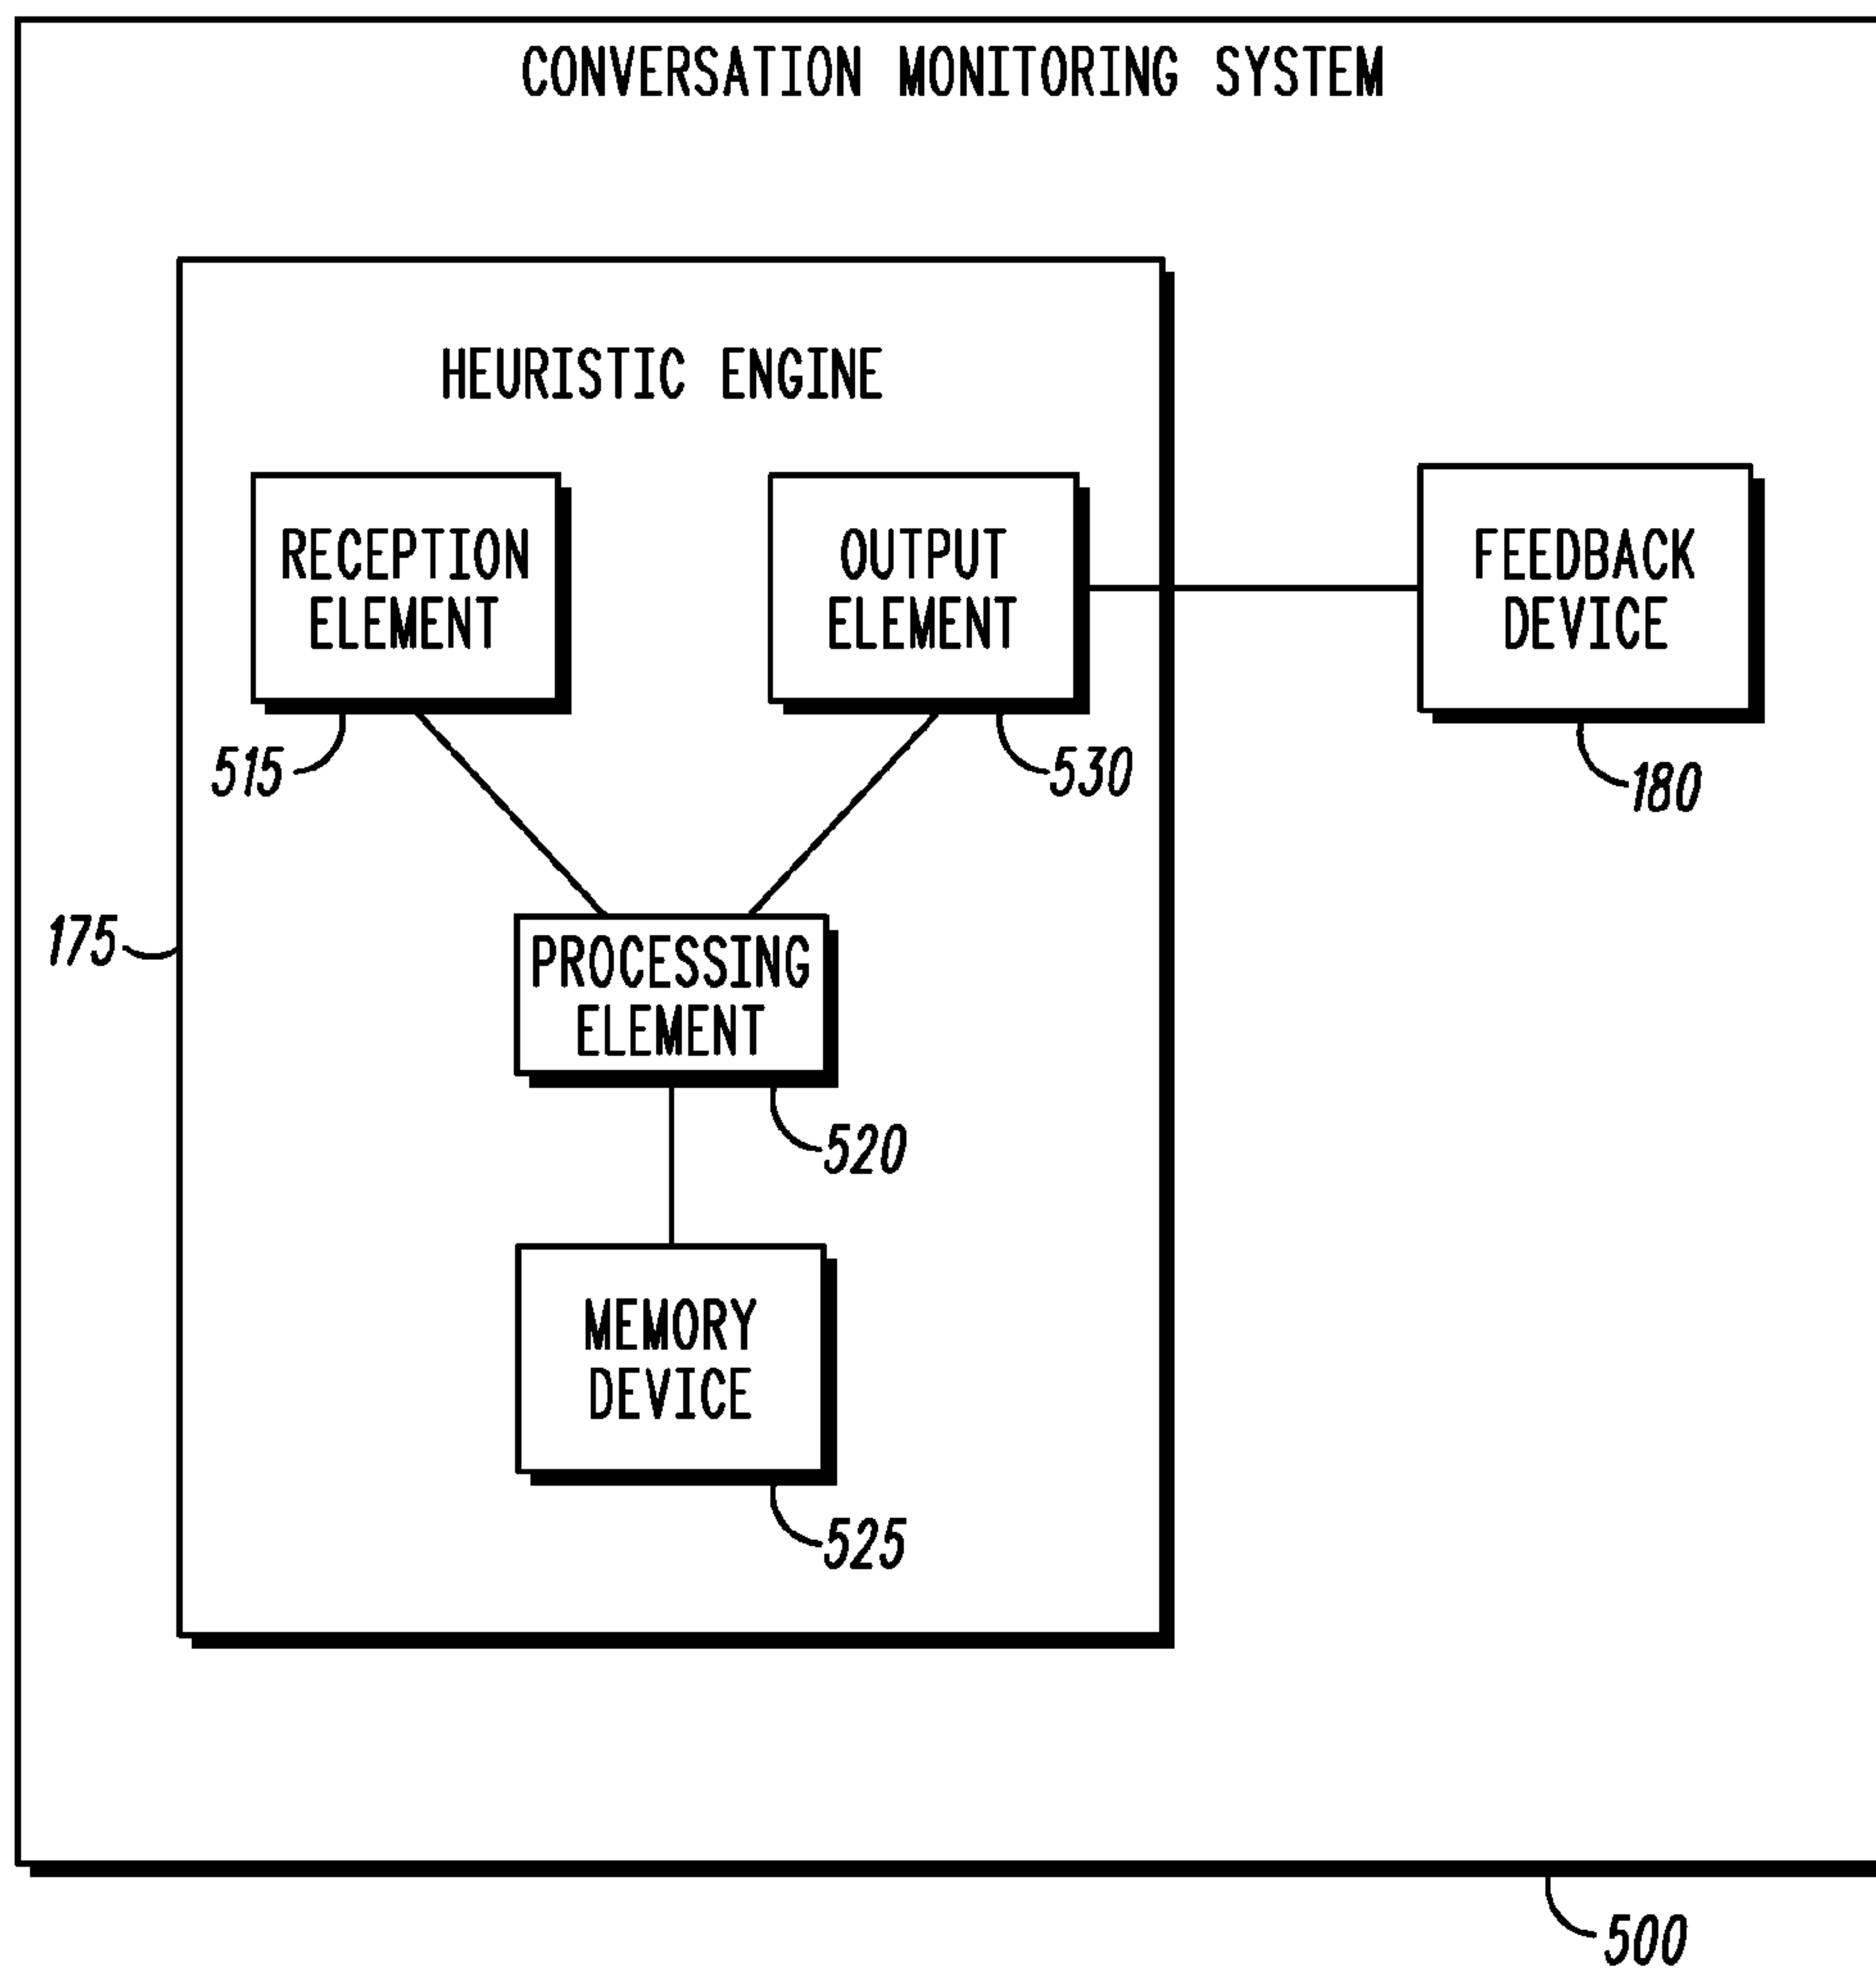 CONVERSATION MONITORING SYSTEM
HEURISTIC ENGINE
RECEPTION
ELEMENT
OUTPUT
ELEMENT
FEEDBACK
DEVICE
515
530
180
175
PROCESSING
ELEMENT
520
MEMORY
DEVICE
525
500